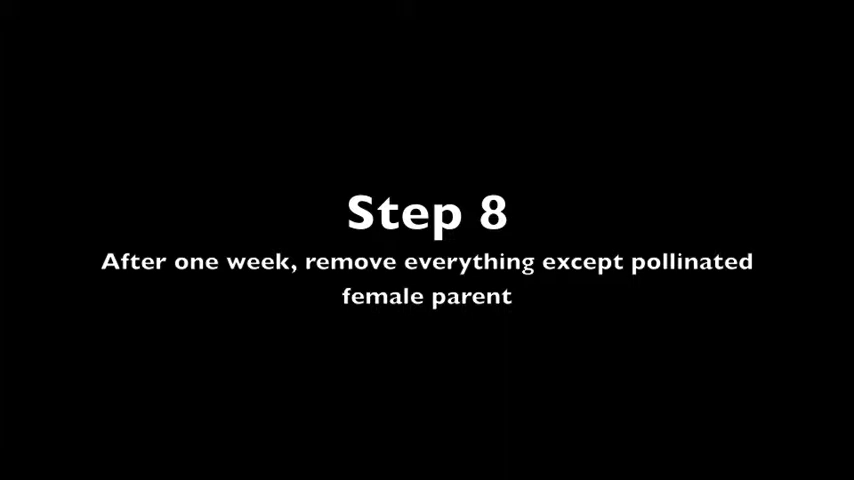 Step 8
After one week, remove everything except pollinated
female parent